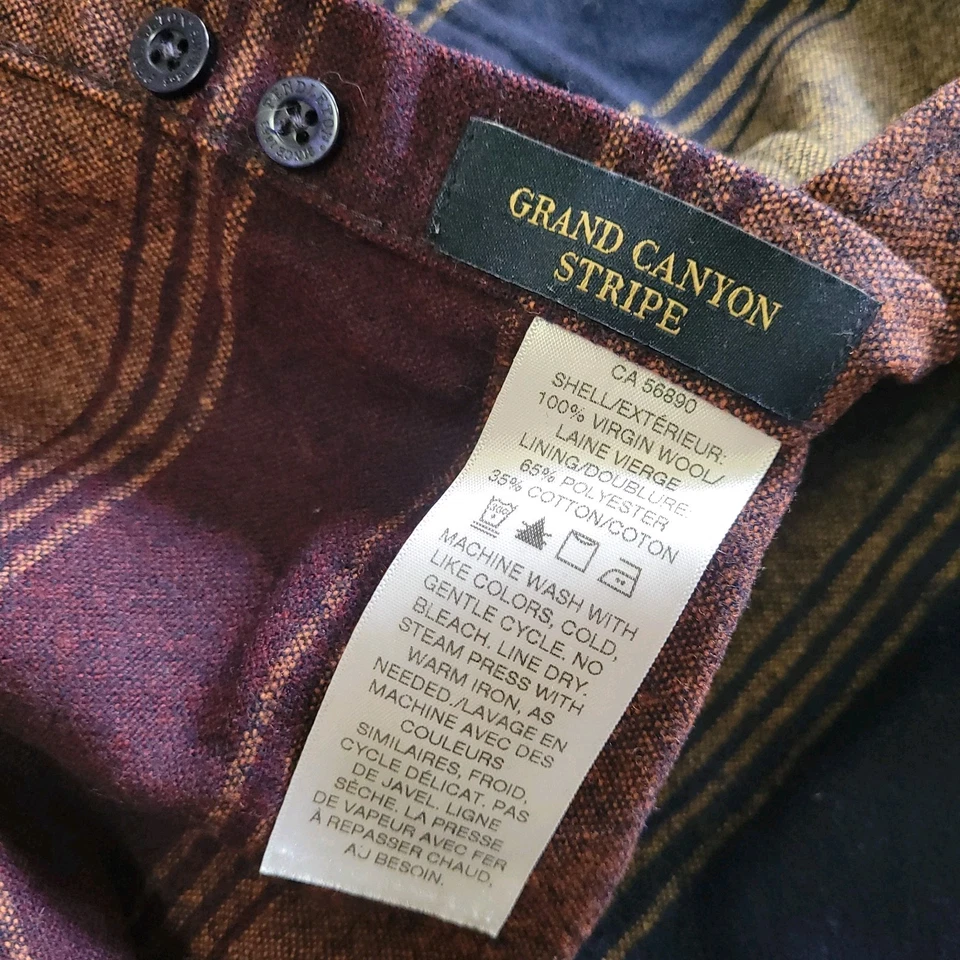 PENDLETON
GRAND CANYON
STRIPE
CA 56890
SHELL/EXTÉRIEUR:
100% VIRGIN WOOL/
LAINE VIERGE
LINING/DOUBLURE:
65% POLYESTER
35% COTTON/COTON
30C
MACHINE WASH WITH
LIKE COLORS, COLD,
GENTLE CYCLE. NO
BLEACH. LINE DRY.
STEAM PRESS WITH
WARM IRON, AS
NEEDED./LAVAGE EN
MACHINE AVEC DES
COULEURS
SIMILAIRES, FROID,
CYCLE DÉLICAT. PAS
DE JAVEL. LIGNE
SÈCHE. LA PRESSE
DE VAPEUR AVEC FER
À REPASSER CHAUD,
AU BESOIN.